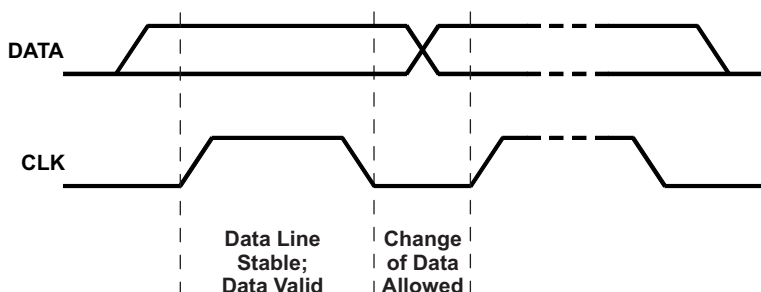 DATA
CLK
Data Line
Stable;
Data Valid
Change
of Data
Allowed